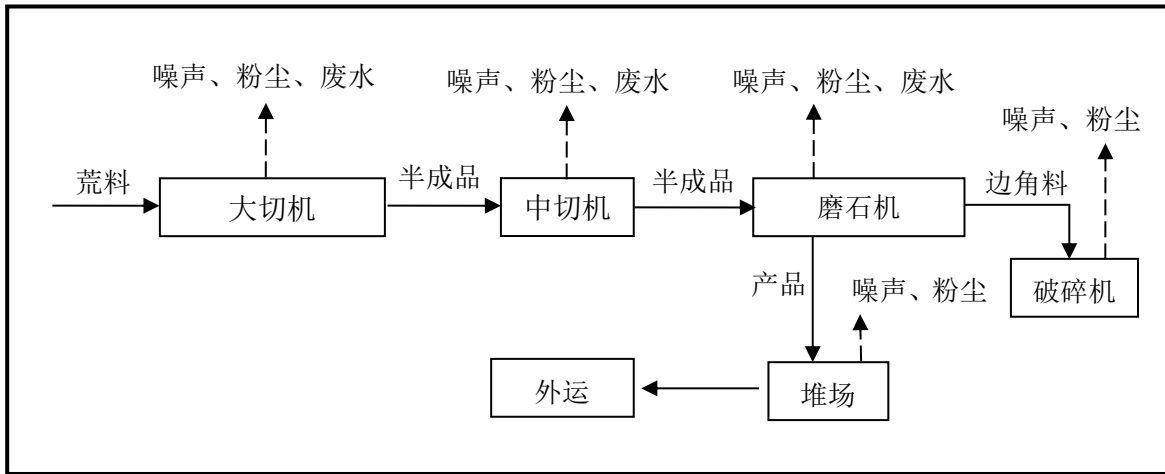 噪声、粉尘、废水
噪声、粉尘、废水
噪声、粉尘、废水
噪声、粉尘
荒料
大切机
半成品
中切机
半成品
磨石机
边角料
产品
噪声、粉尘
破碎机
外运
堆场